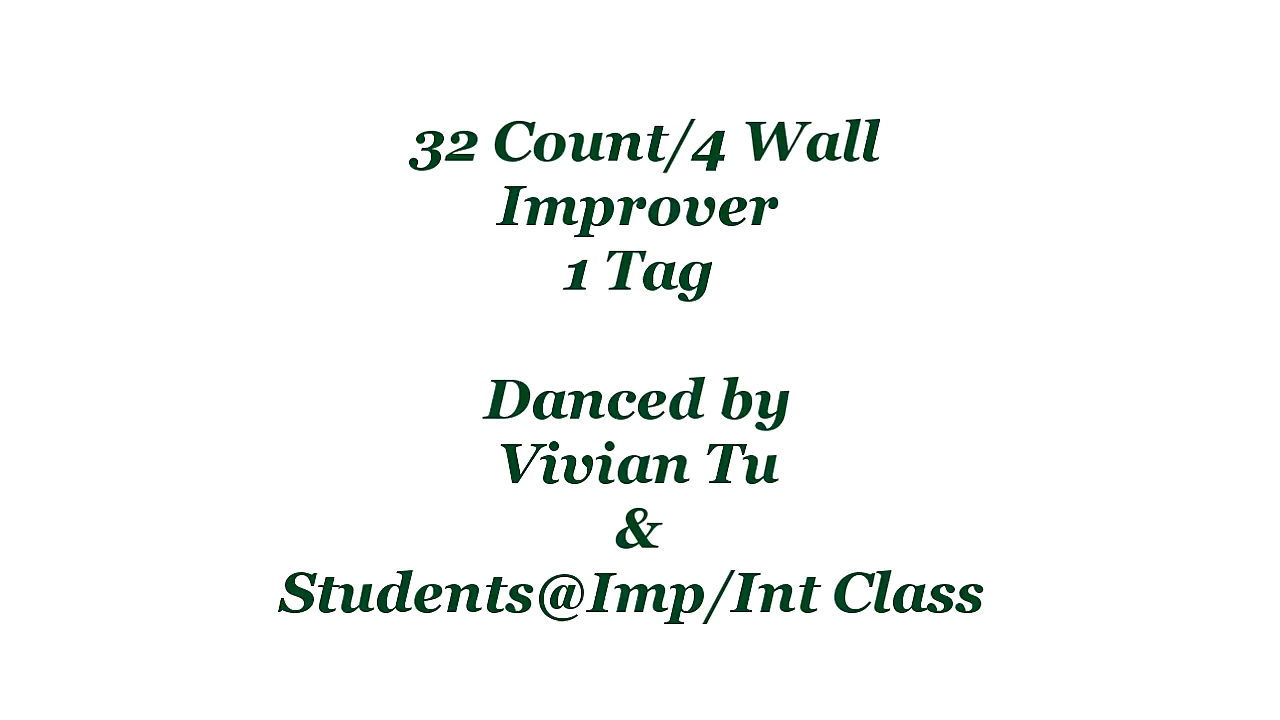 32 Count/4 Wall
Improver
1 Tag
Danced by
Vivian Tu
&
Students@Imp/Int Class